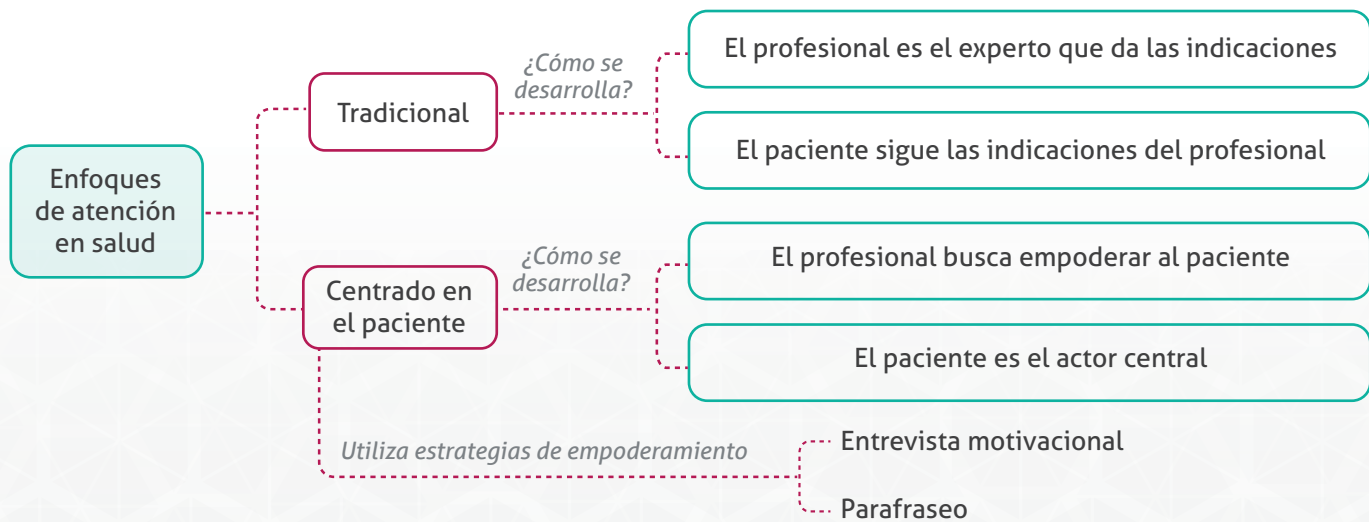 Enfoques
de atención
en salud
Tradicional
¿Cómo se
desarrolla?
El profesional es el experto que da las indicaciones
El paciente sigue las indicaciones del profesional
Centrado en
el paciente
¿Cómo se
desarrolla?
El profesional busca empoderar al paciente
El paciente es el actor central
Utiliza estrategias de empoderamiento
Entrevista motivacional
Parafraseo